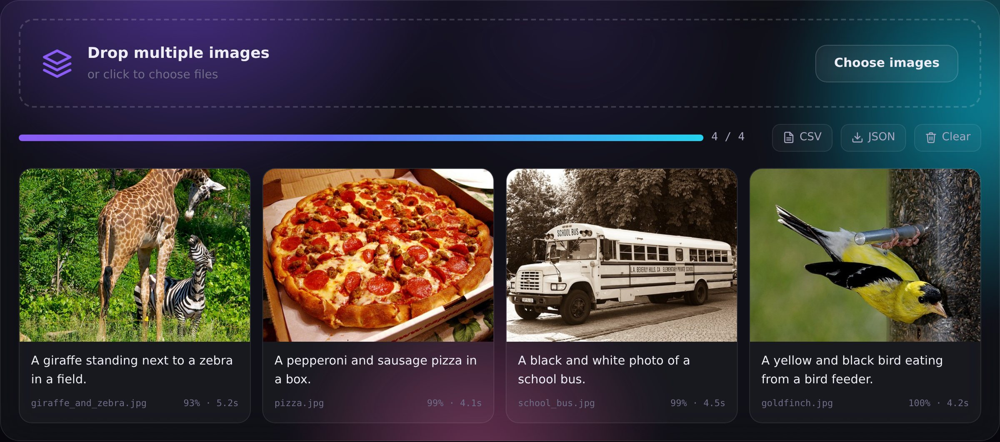 Drop multiple images
or click to choose files
Choose images
4 / 4
CSV
JSON
Clear
SCHOOL BUS
L.A. BEVERLY HILLS, CA ELEMENTARY PRIVATE SCHOOL
A giraffe standing next to a zebra
in a field.
giraffe_and_zebra.jpg
93% · 5.2s
A pepperoni and sausage pizza in
a box.
pizza.jpg
99% · 4.1s
A black and white photo of a
school bus.
school_bus.jpg
99% · 4.5s
A yellow and black bird eating
from a bird feeder.
goldfinch.jpg
100% · 4.2s